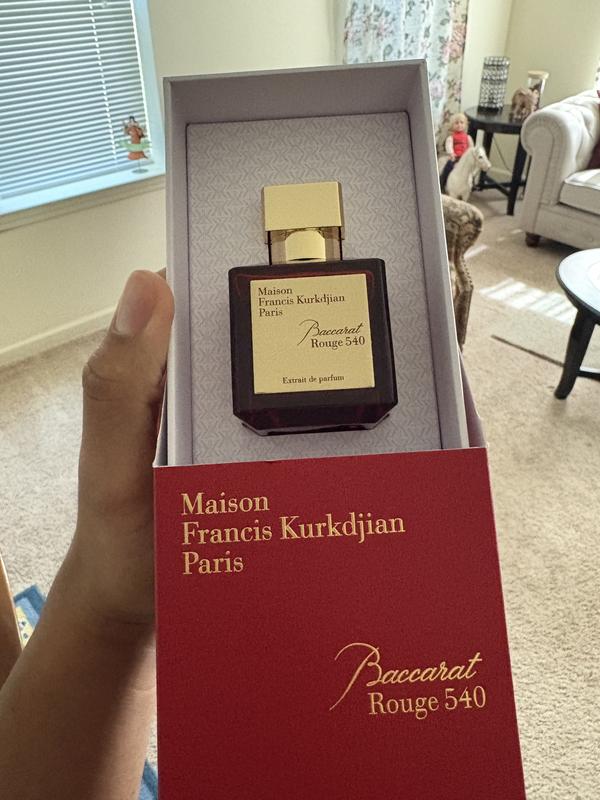 Maison
Francis Kurkdjian
Paris
Baccarat
Rouge 540
Extrait de parfum
Maison
Francis Kurkdjian
Paris
Baccarat
Rouge 540